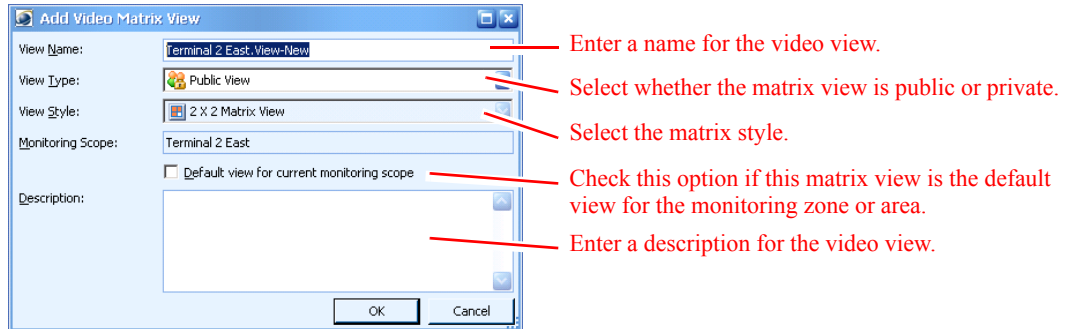 Add Video Matrix View
View Name:
Terminal 2 East.View-New
Enter a name for the video view.
View Type:
Public View
Select whether the matrix view is public or private.
View Style:
2 X 2 Matrix View
Select the matrix style.
Monitoring Scope:
Terminal 2 East
Default view for current monitoring scope
Check this option if this matrix view is the default
view for the monitoring zone or area.
Description:
Enter a description for the video view.
OK
Cancel